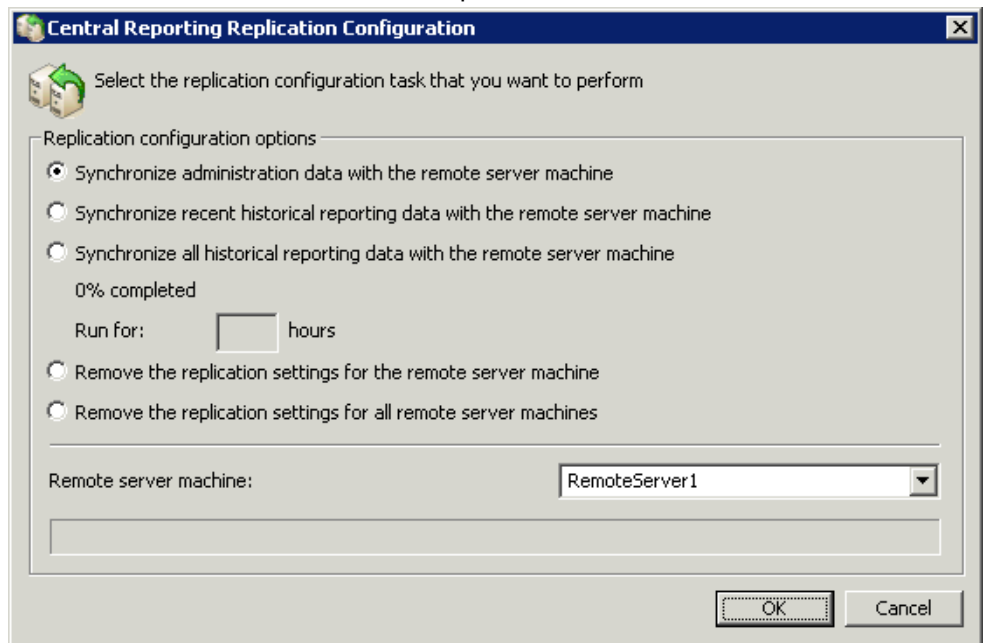 Central Reporting Replication Configuration
Select the replication configuration task that you want to perform
Replication configuration options
Synchronize administration data with the remote server machine
Synchronize recent historical reporting data with the remote server machine
Synchronize all historical reporting data with the remote server machine
0% completed
Run for: hours
Remove the replication settings for the remote server machine
Remove the replication settings for all remote server machines
Remote server machine: RemoteServer1
OK Cancel